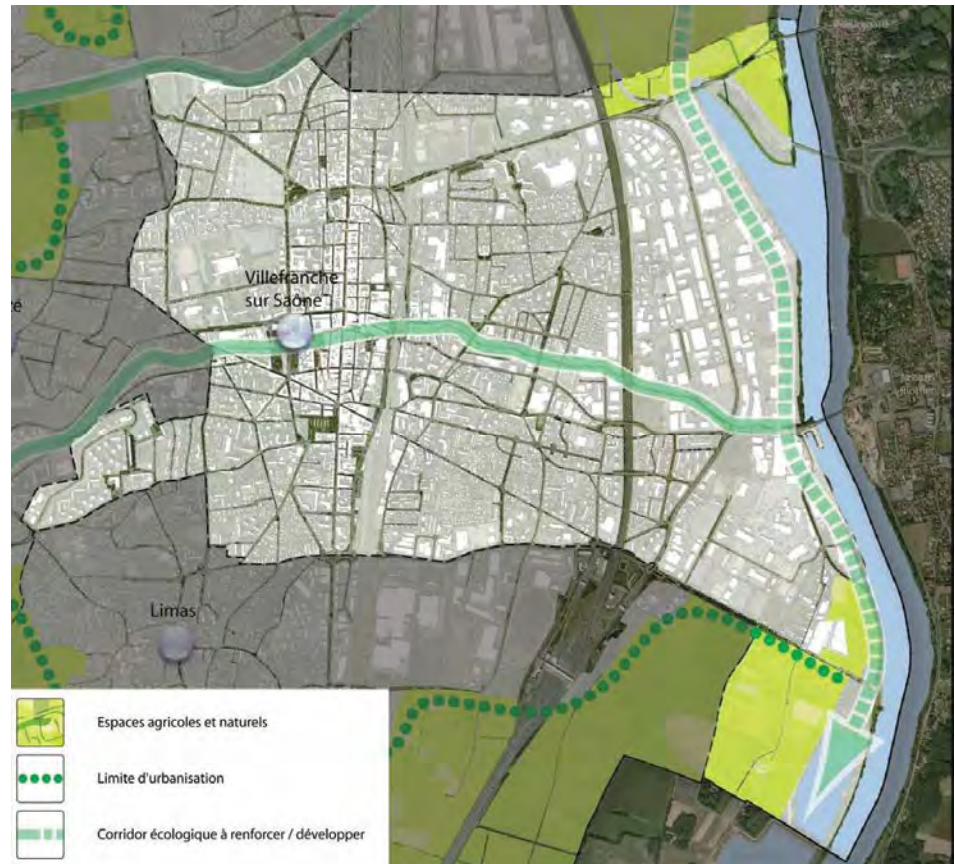 Villefranche
sur Saône
é
Limas
Espaces agricoles et naturels
Limite d'urbanisation
Corridor écologique à renforcer / développer